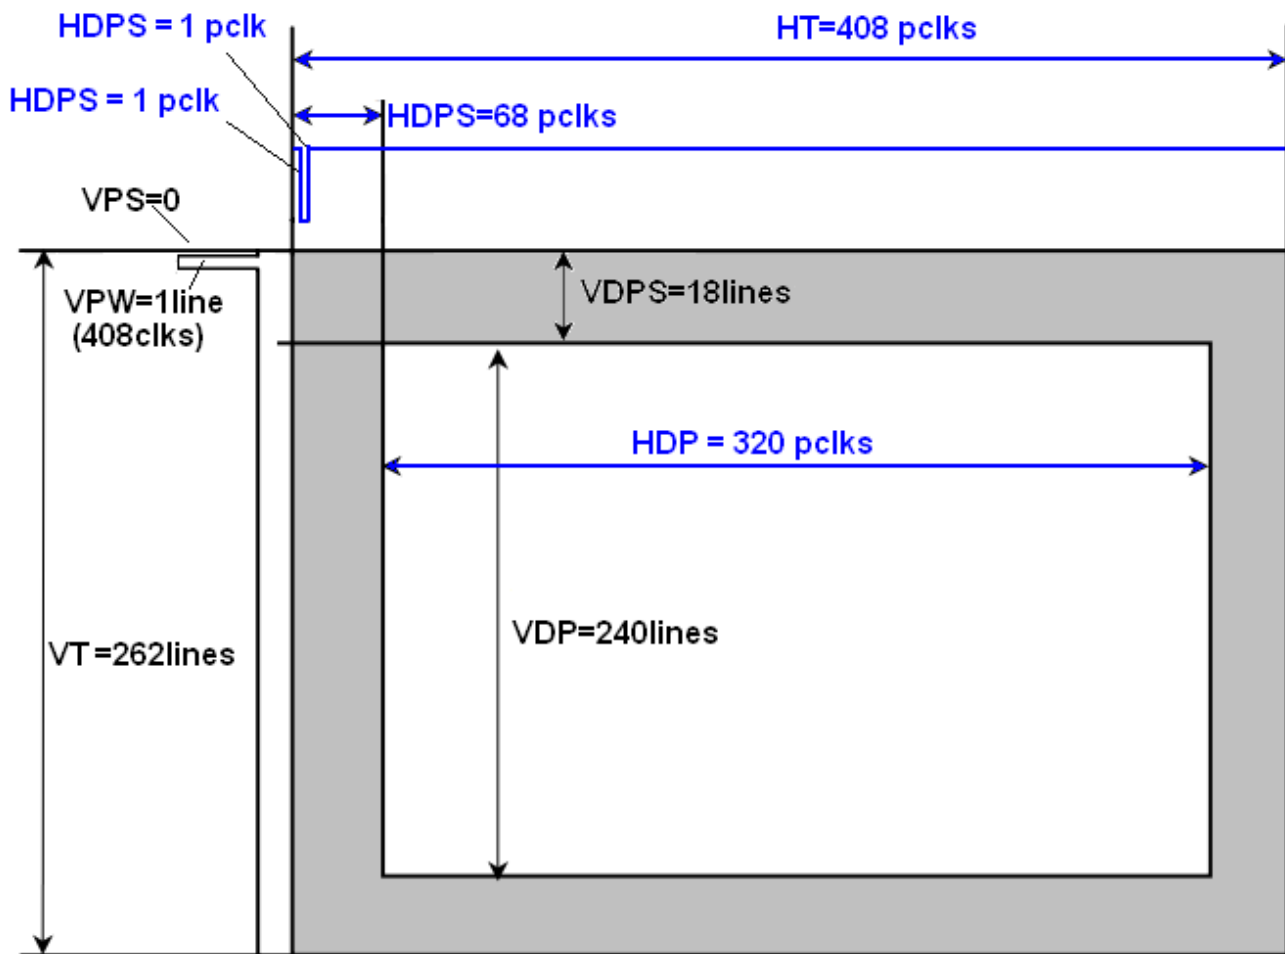 HDPS = 1 pclk
HT=408 pclks
HDPS = 1 pclk
HDPS=68 pclks
VPS=0
VPW=1line
(408clks)
VDPS=18lines
HDP = 320 pclks
VDP=240lines
VT=262lines